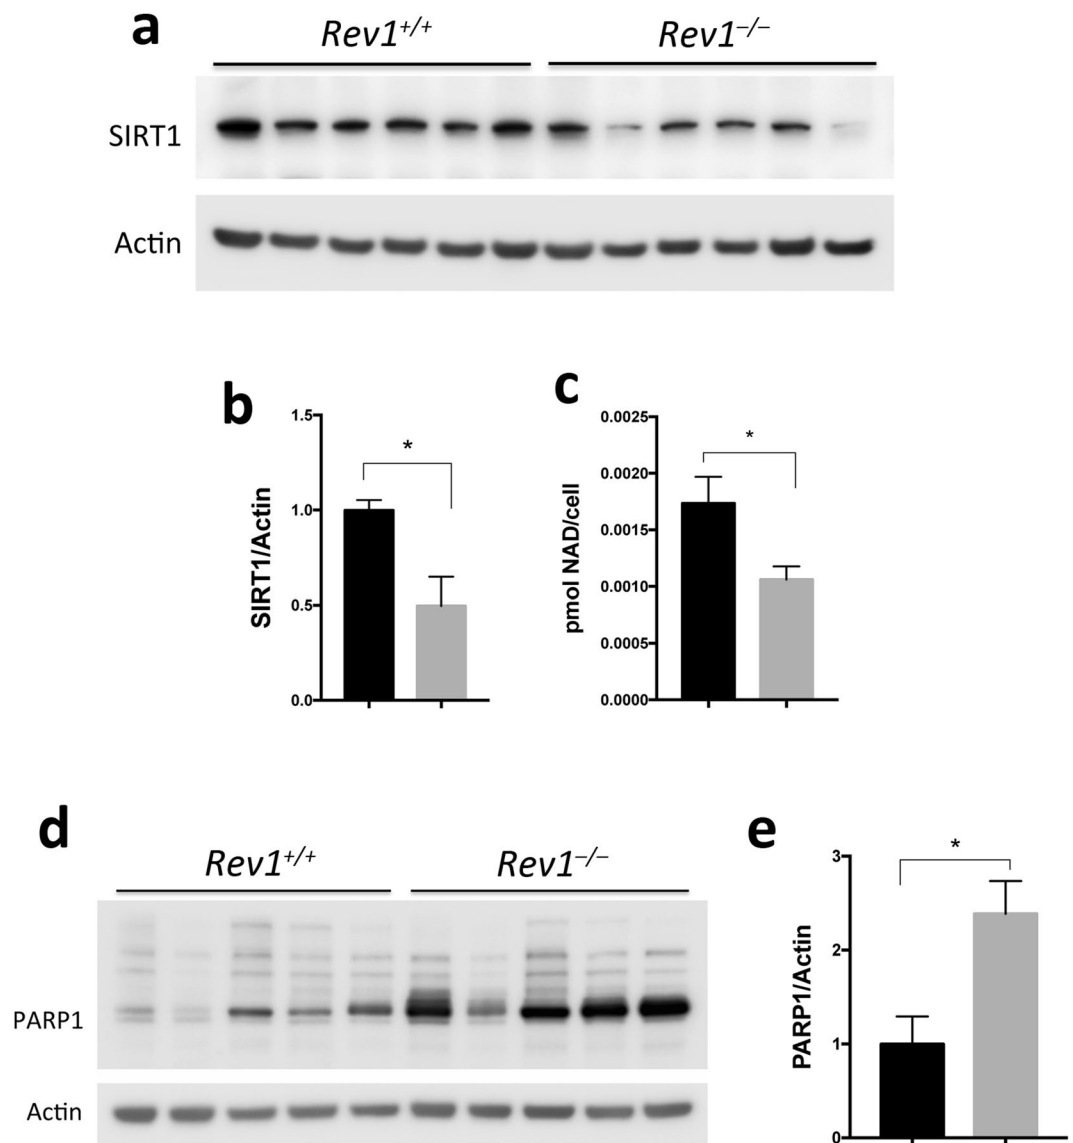 a
Rev1+/+ Rev1−/−
SIRT1
Actin
b
1.5
1.0
0.5
0.0
SIRT1/Actin
*
c
0.0025
0.0020
0.0015
0.0010
0.0005
0.0000
pmol NAD/cell
*
d
Rev1+/+ Rev1−/−
PARP1
Actin
e
3
2
1
0
PARP1/Actin
*